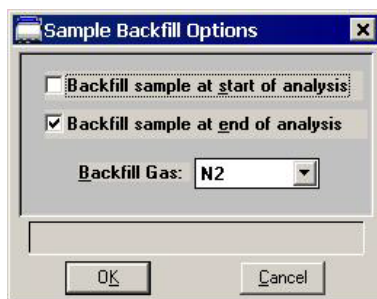 Sample Backfill Options
Backfill sample at start of analysis
Backfill sample at end of analysis
Backfill Gas: N2
OK Cancel